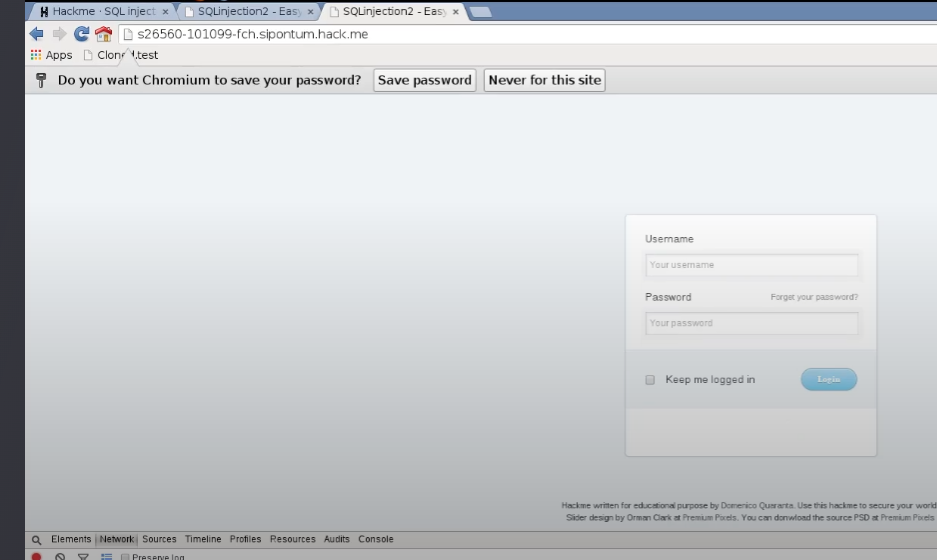 Hackme · SQL inject × SQLinjection2 - Easy × SQLinjection2 - Easy ×
s26560-101099-fch.sipontum.hack.me
Apps Cloned.test
Do you want Chromium to save your password? Save password Never for this site
Username
Your username
Password Forget your password?
Your password
Keep me logged in Login
Hackme written for educational purpose by Domenico Quaranta. Use this hackme to secure your world
Slider design by Orman Clark at Premium Pixels. You can donwload the source PSD at Premium Pixels
Elements Network Sources Timeline Profiles Resources Audits Console
Preserve log